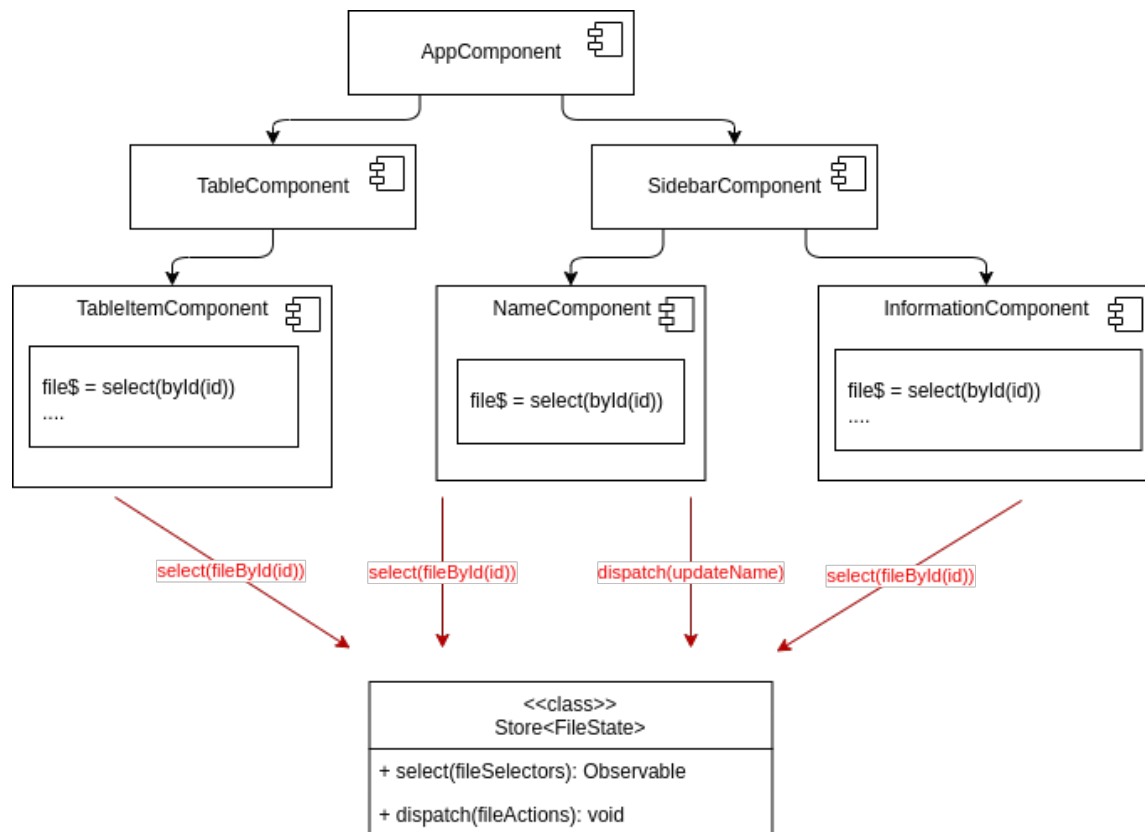 AppComponent
TableComponent
SidebarComponent
TableItemComponent
file$ = select(byId(id))
....
NameComponent
file$ = select(byId(id))
InformationComponent
file$ = select(byId(id))
....
select(fileById(id))
select(fileById(id))
dispatch(updateName)
select(fileById(id))
<<class>>
Store<FileState>
+ select(fileSelectors): Observable
+ dispatch(fileActions): void